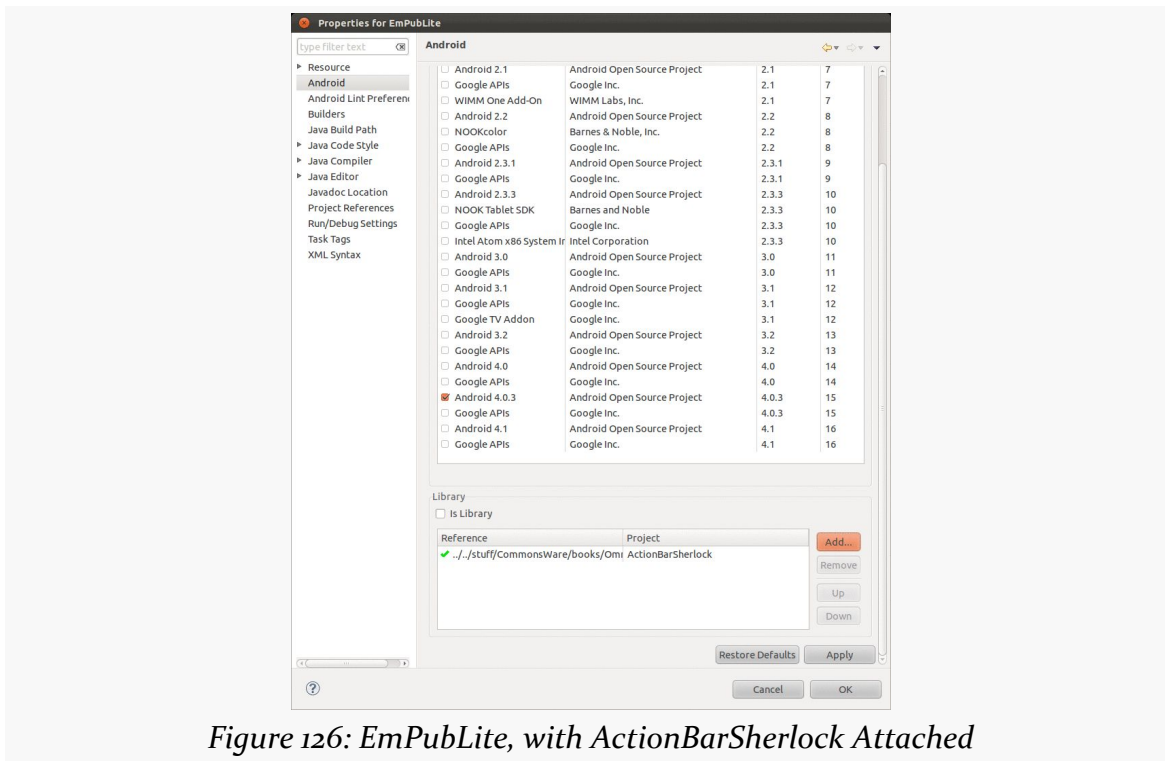 Properties for EmPubLite
type filter text
Android
Resource
Android
Android Lint Preferen
Builders
Java Build Path
Java Code Style
Java Compiler
Java Editor
Javadoc Location
Project References
Run/Debug Settings
Task Tags
XML Syntax
Android 2.1 Android Open Source Project 2.1 7
Google APIs Google Inc. 2.1 7
WIMM One Add-On WIMM Labs, Inc. 2.1 7
Android 2.2 Android Open Source Project 2.2 8
NOOKcolor Barnes & Noble, Inc. 2.2 8
Google APIs Google Inc. 2.2 8
Android 2.3.1 Android Open Source Project 2.3.1 9
Google APIs Google Inc. 2.3.1 9
Android 2.3.3 Android Open Source Project 2.3.3 10
NOOK Tablet SDK Barnes and Noble 2.3.3 10
Google APIs Google Inc. 2.3.3 10
Intel Atom x86 System Ir Intel Corporation 2.3.3 10
Android 3.0 Android Open Source Project 3.0 11
Google APIs Google Inc. 3.0 11
Android 3.1 Android Open Source Project 3.1 12
Google APIs Google Inc. 3.1 12
Google TV Addon Google Inc. 3.1 12
Android 3.2 Android Open Source Project 3.2 13
Google APIs Google Inc. 3.2 13
Android 4.0 Android Open Source Project 4.0 14
Google APIs Google Inc. 4.0 14
Android 4.0.3 Android Open Source Project 4.0.3 15
Google APIs Google Inc. 4.0.3 15
Android 4.1 Android Open Source Project 4.1 16
Google APIs Google Inc. 4.1 16
Library
Is Library
Reference Project
../../stuff/CommonsWare/books/Omi ActionBarSherlock
Add...
Remove
Up
Down
Restore Defaults Apply
? Cancel OK
Figure 126: EmPubLite, with ActionBarSherlock Attached